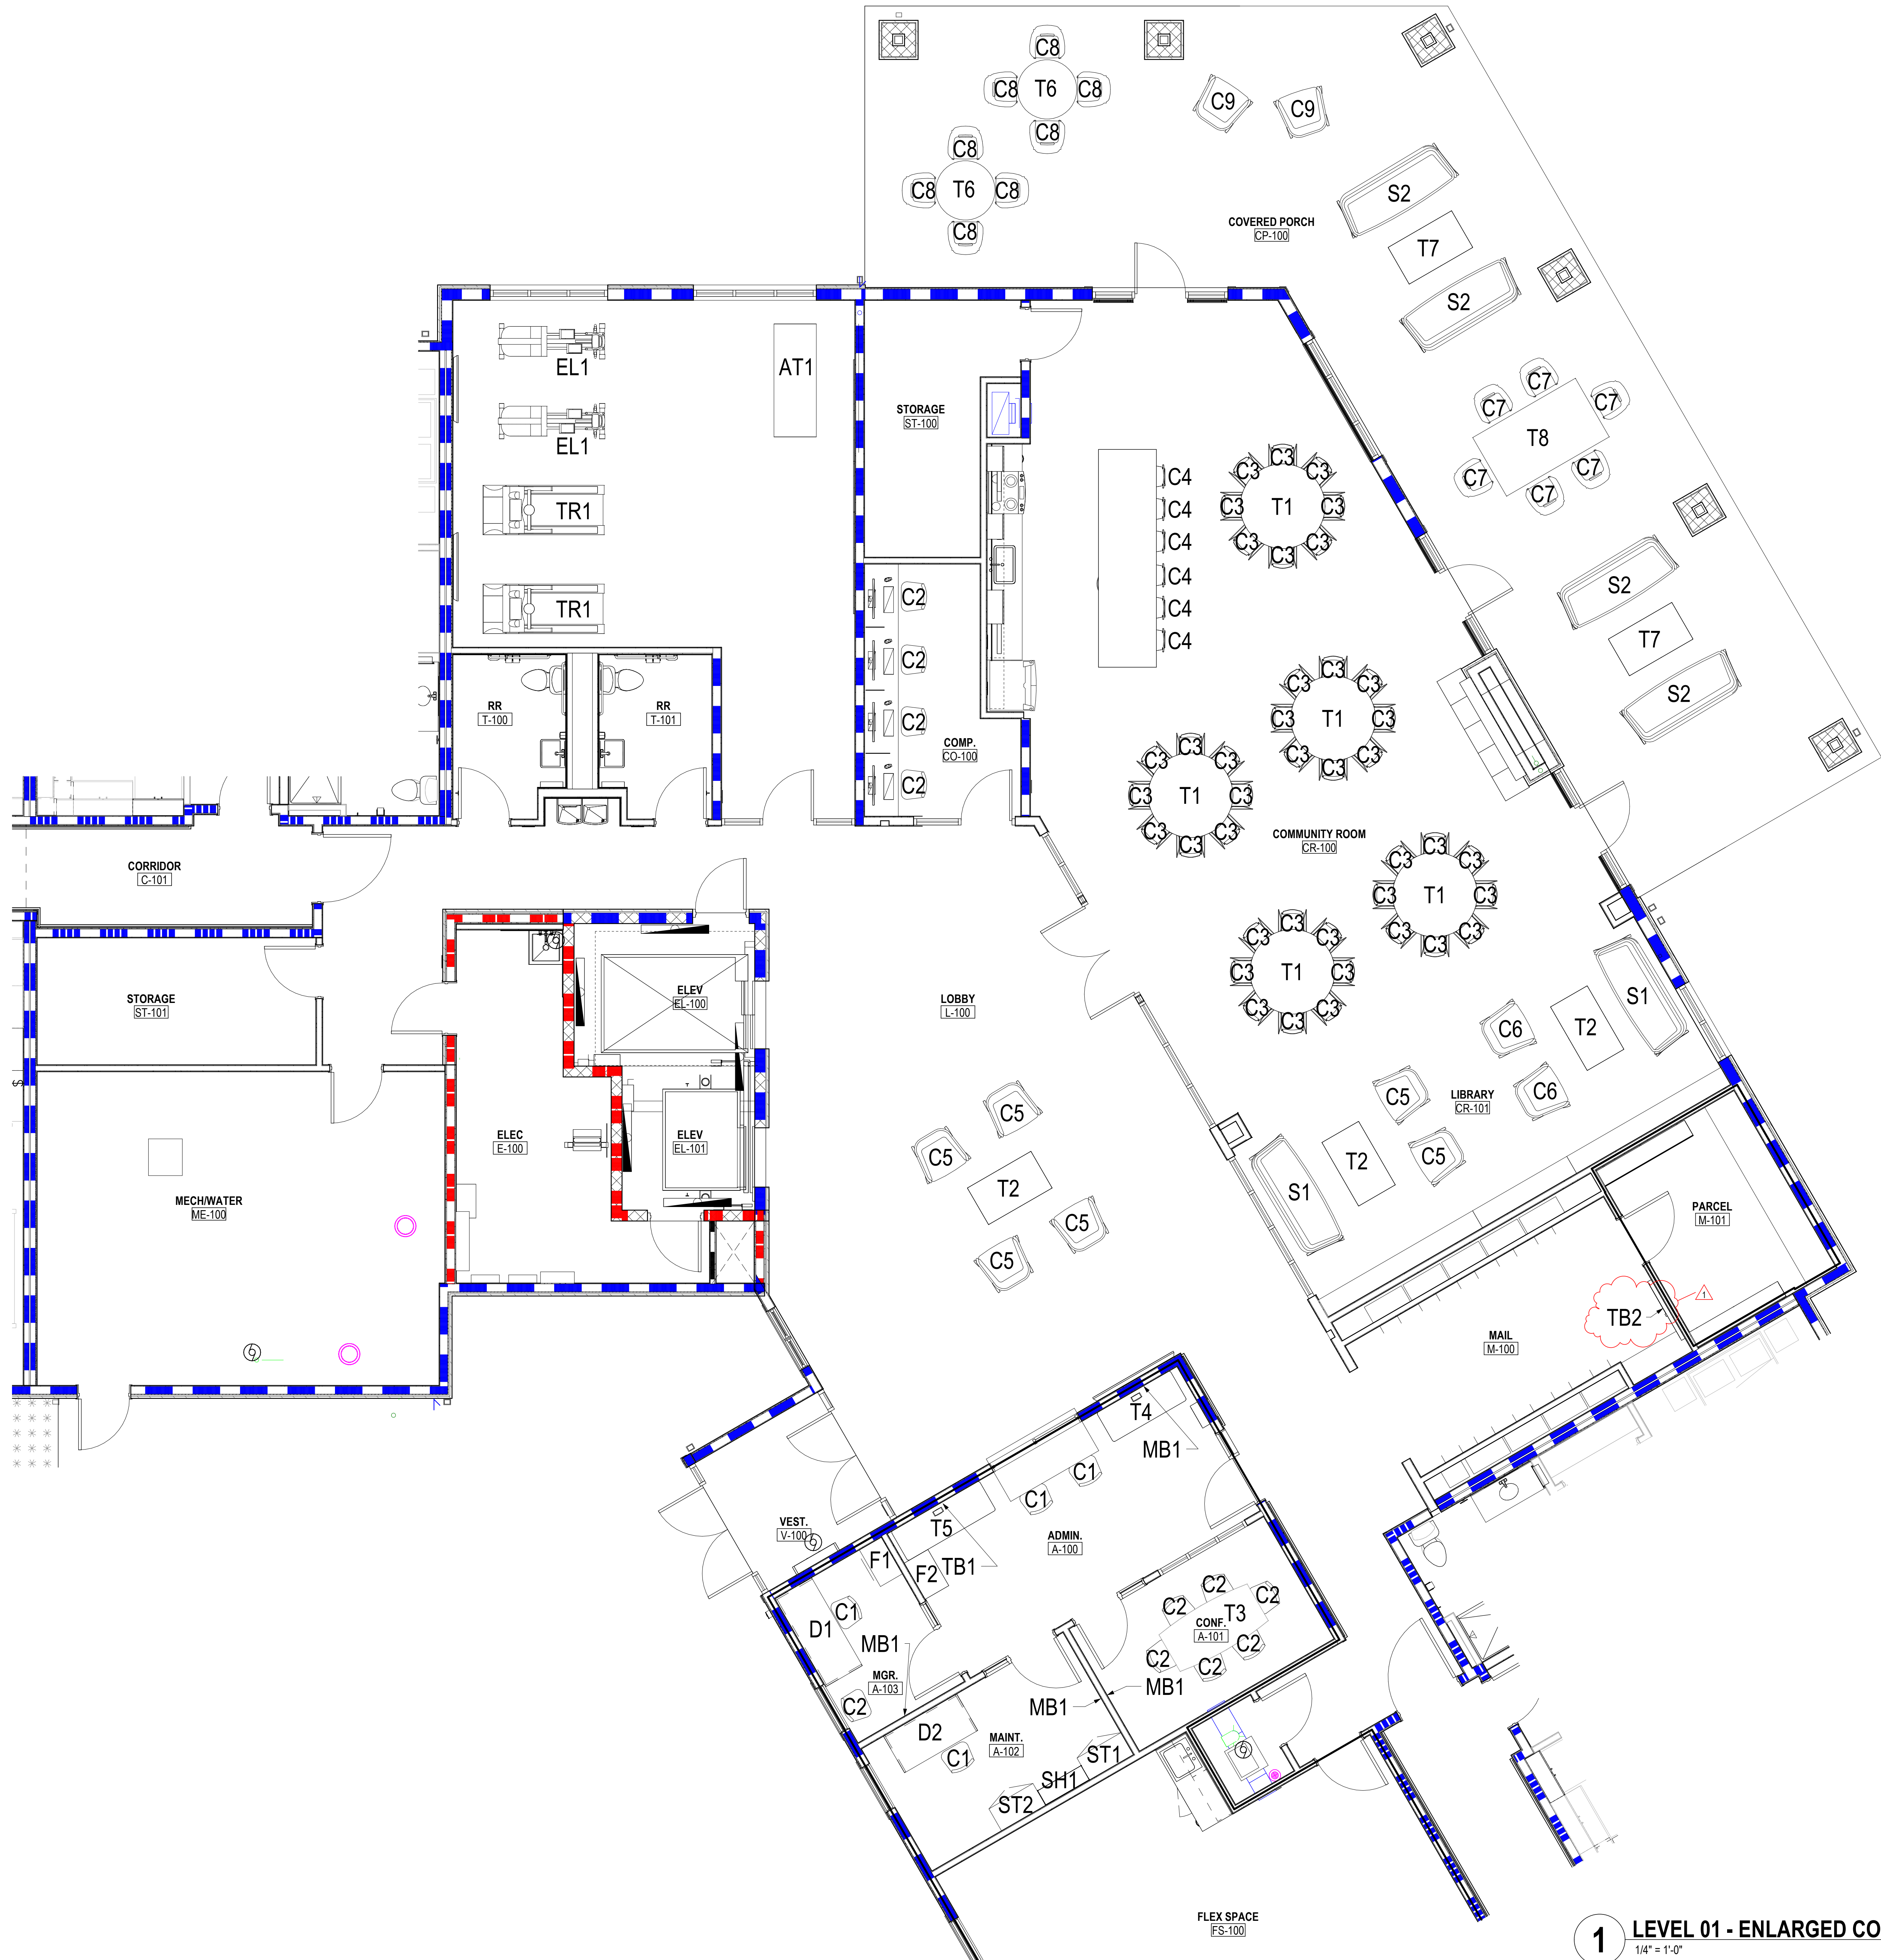 C8
C8
T6
C8
C8
C9
C9
C8
C8
T6
C8
C8
S2
COVERED PORCH
CP-100
T7
S2
EL1
AT1
EL1
TR1
TR1
STORAGE
ST-100
C7
C7
C7
T8
C7
C7
C7
C4
C4
C4
C4
C4
C4
C3
C3
C3
C3
T1
C3
C3
C3
C3
S2
T7
S2
C2
C2
C2
C2
COMP.
CO-100
RR
T-100
RR
T-101
C3
C3
C3
C3
T1
C3
C3
C3
C3
C3
C3
C3
C3
T1
C3
C3
C3
C3
COMMUNITY ROOM
CR-100
C3
C3
C3
C3
T1
C3
C3
C3
C3
C3
C3
C3
C3
T1
C3
C3
C3
C3
CORRIDOR
C-101
STORAGE
ST-101
ELEV
EL-100
LOBBY
L-100
S1
T2
C6
C6
C5
LIBRARY
CR-101
C5
T2
S1
C5
C5
T2
C5
C5
ELEC
E-100
ELEV
EL-101
MECH/WATER
ME-100
PARCEL
M-101
1
TB2
MAIL
M-100
T4
MB1
C1
C1
T5
TB1
VEST.
V-100
F1
F2
ADMIN.
A-100
D1
C1
MB1
MGR.
A-103
C2
C2
C2
C2
T3
CONF.
A-101
C2
C2
C2
MB1
MB1
D2
C1
MAINT.
A-102
ST1
SH1
ST2
FLEX SPACE
FS-100
1
LEVEL 01 - ENLARGED CO
1/4" = 1'-0"